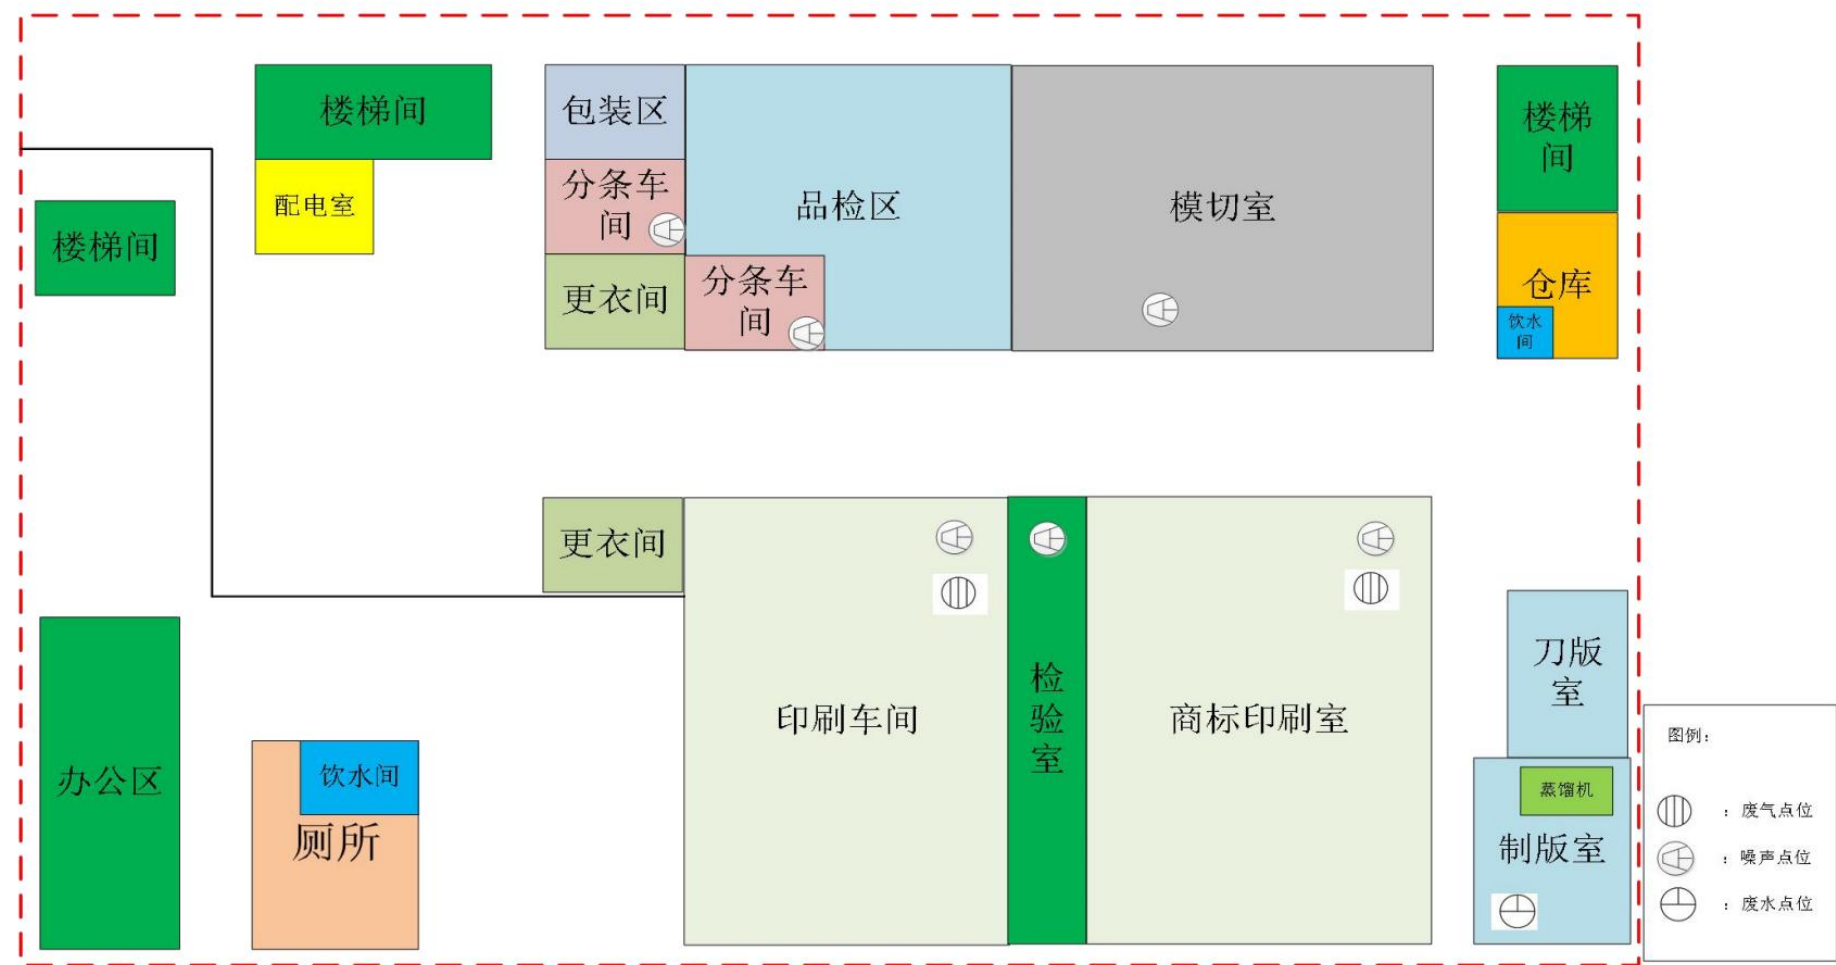 楼梯间
包装区
楼梯
间
配电室
分条车
间
品检区
模切室
楼梯间
更衣间
分条车
间
仓库
饮水
间
更衣间
刀版
室
检
验
室
印刷车间
商标印刷室
图例：
办公区
饮水间
厕所
蒸馏机
制版室
：废气点位
：噪声点位
：废水点位